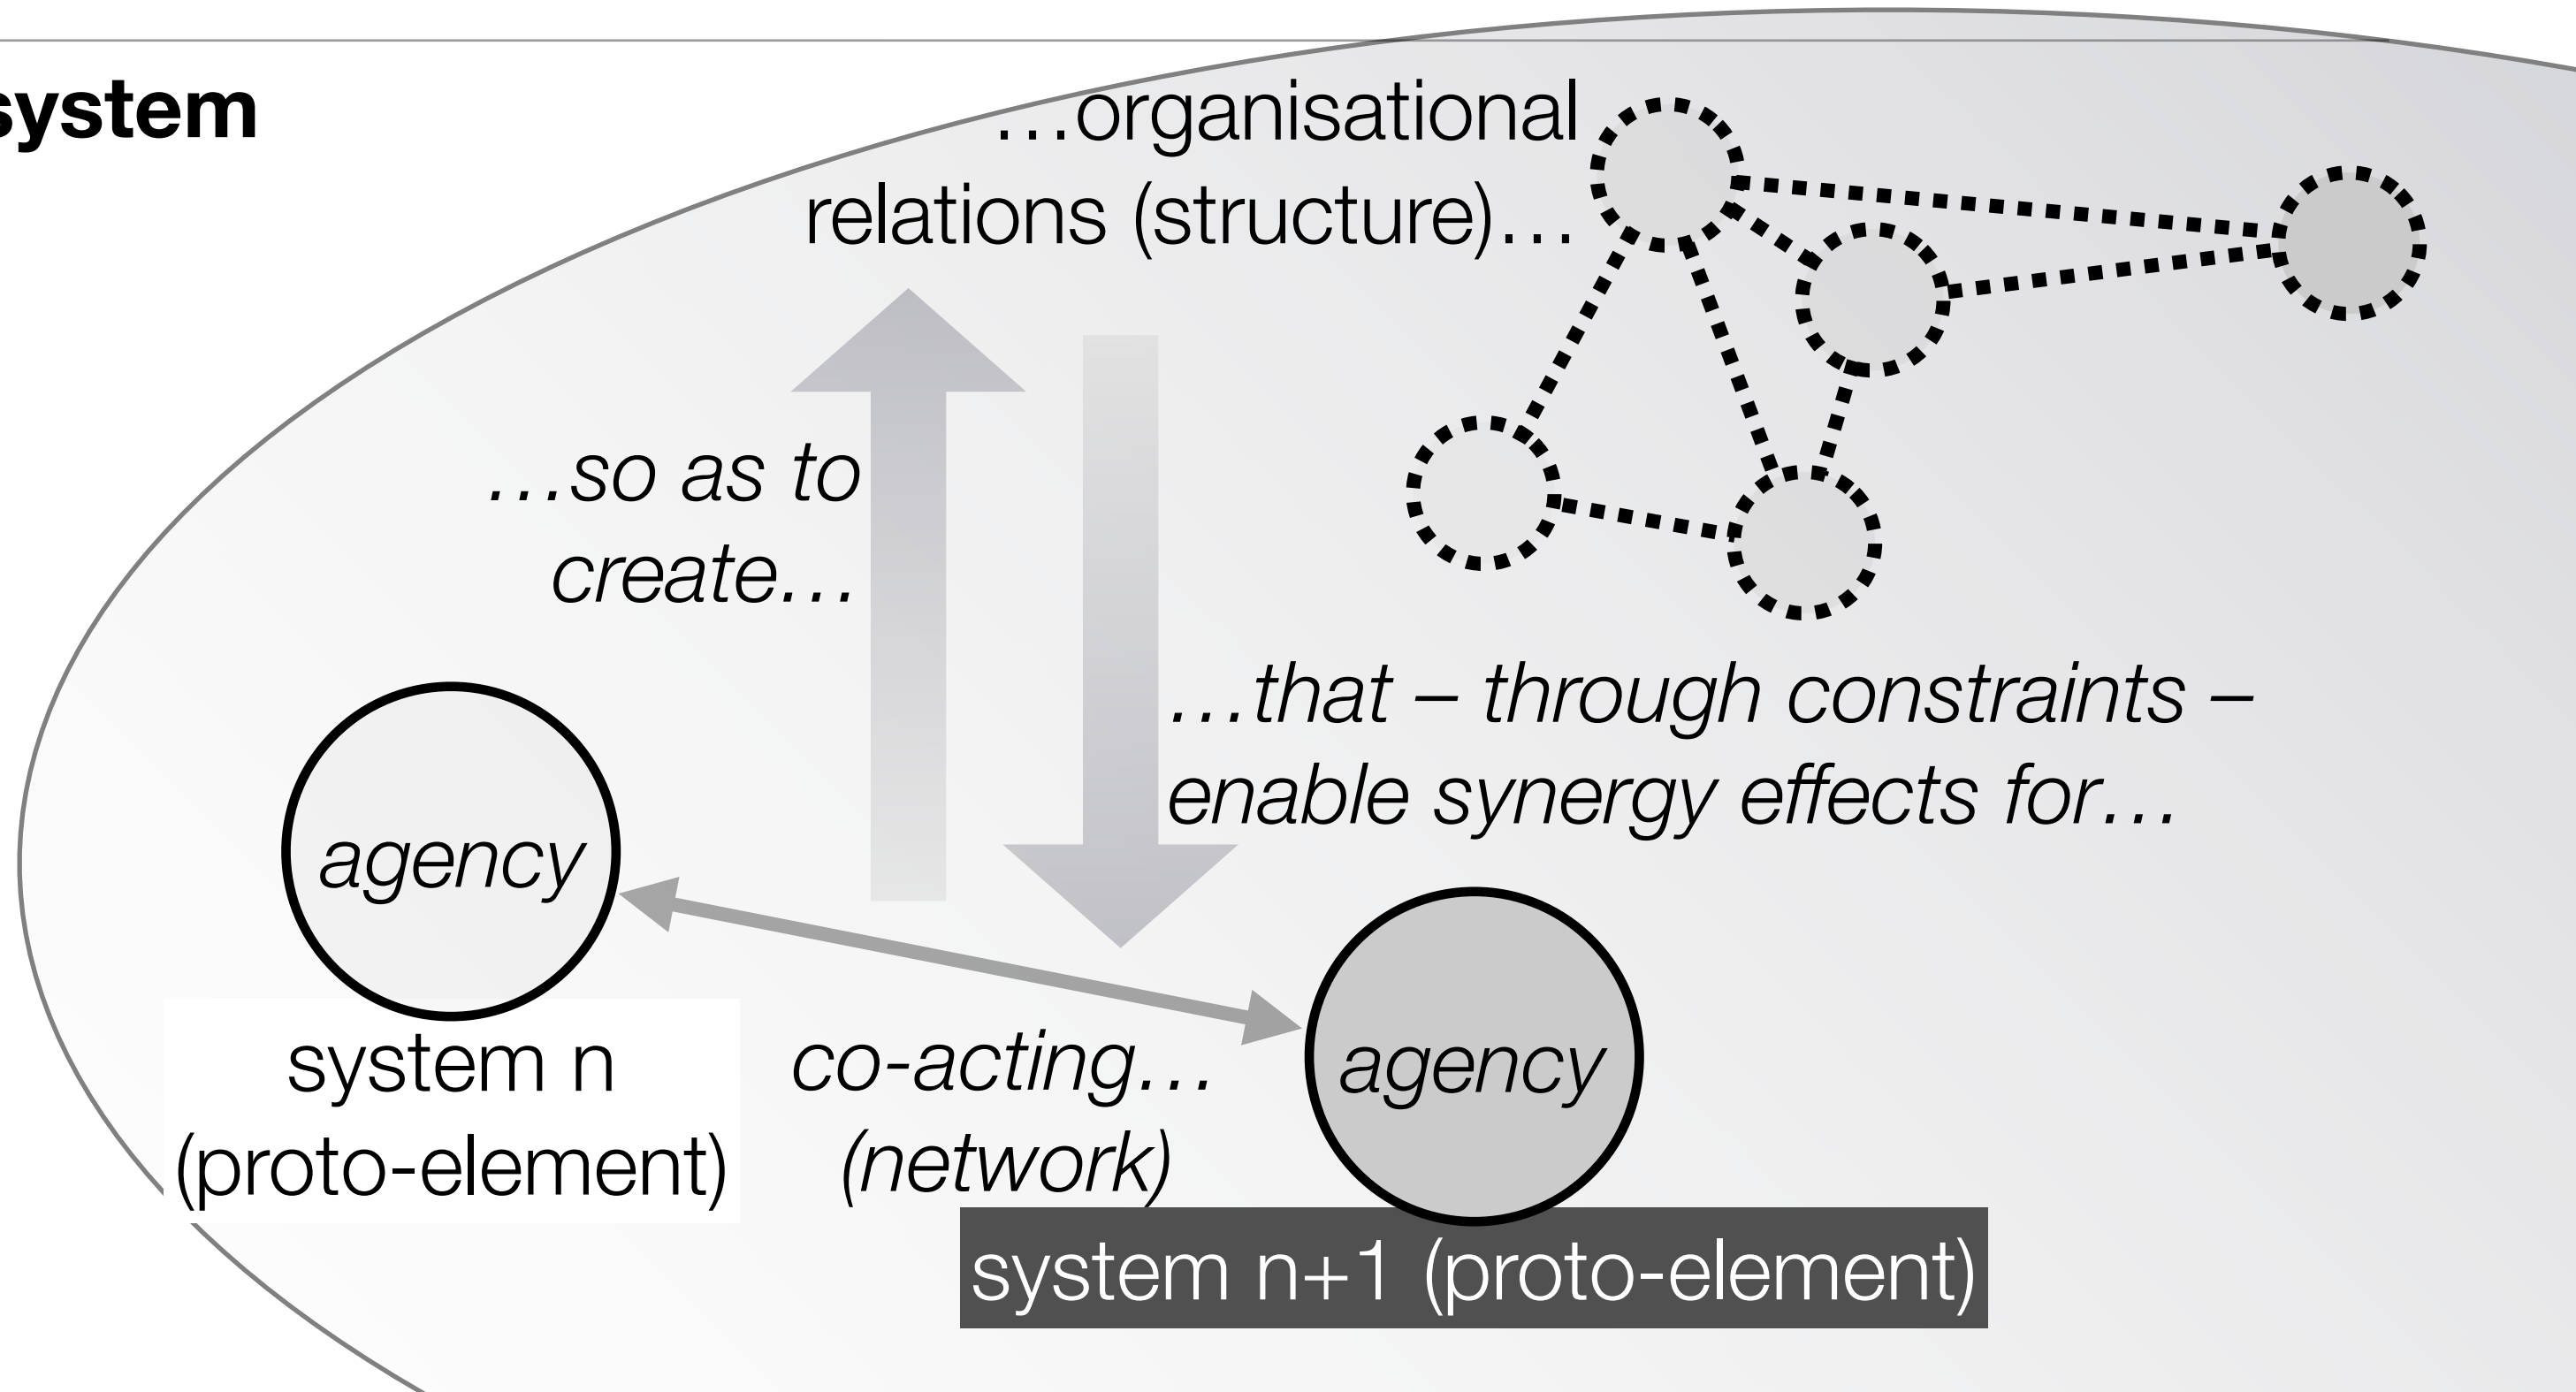 system
…organisational
relations (structure)…
…so as to
create…
…that – through constraints –
enable synergy effects for…
agency
system n
(proto-element)
co-acting…
(network)
agency
system n+1 (proto-element)